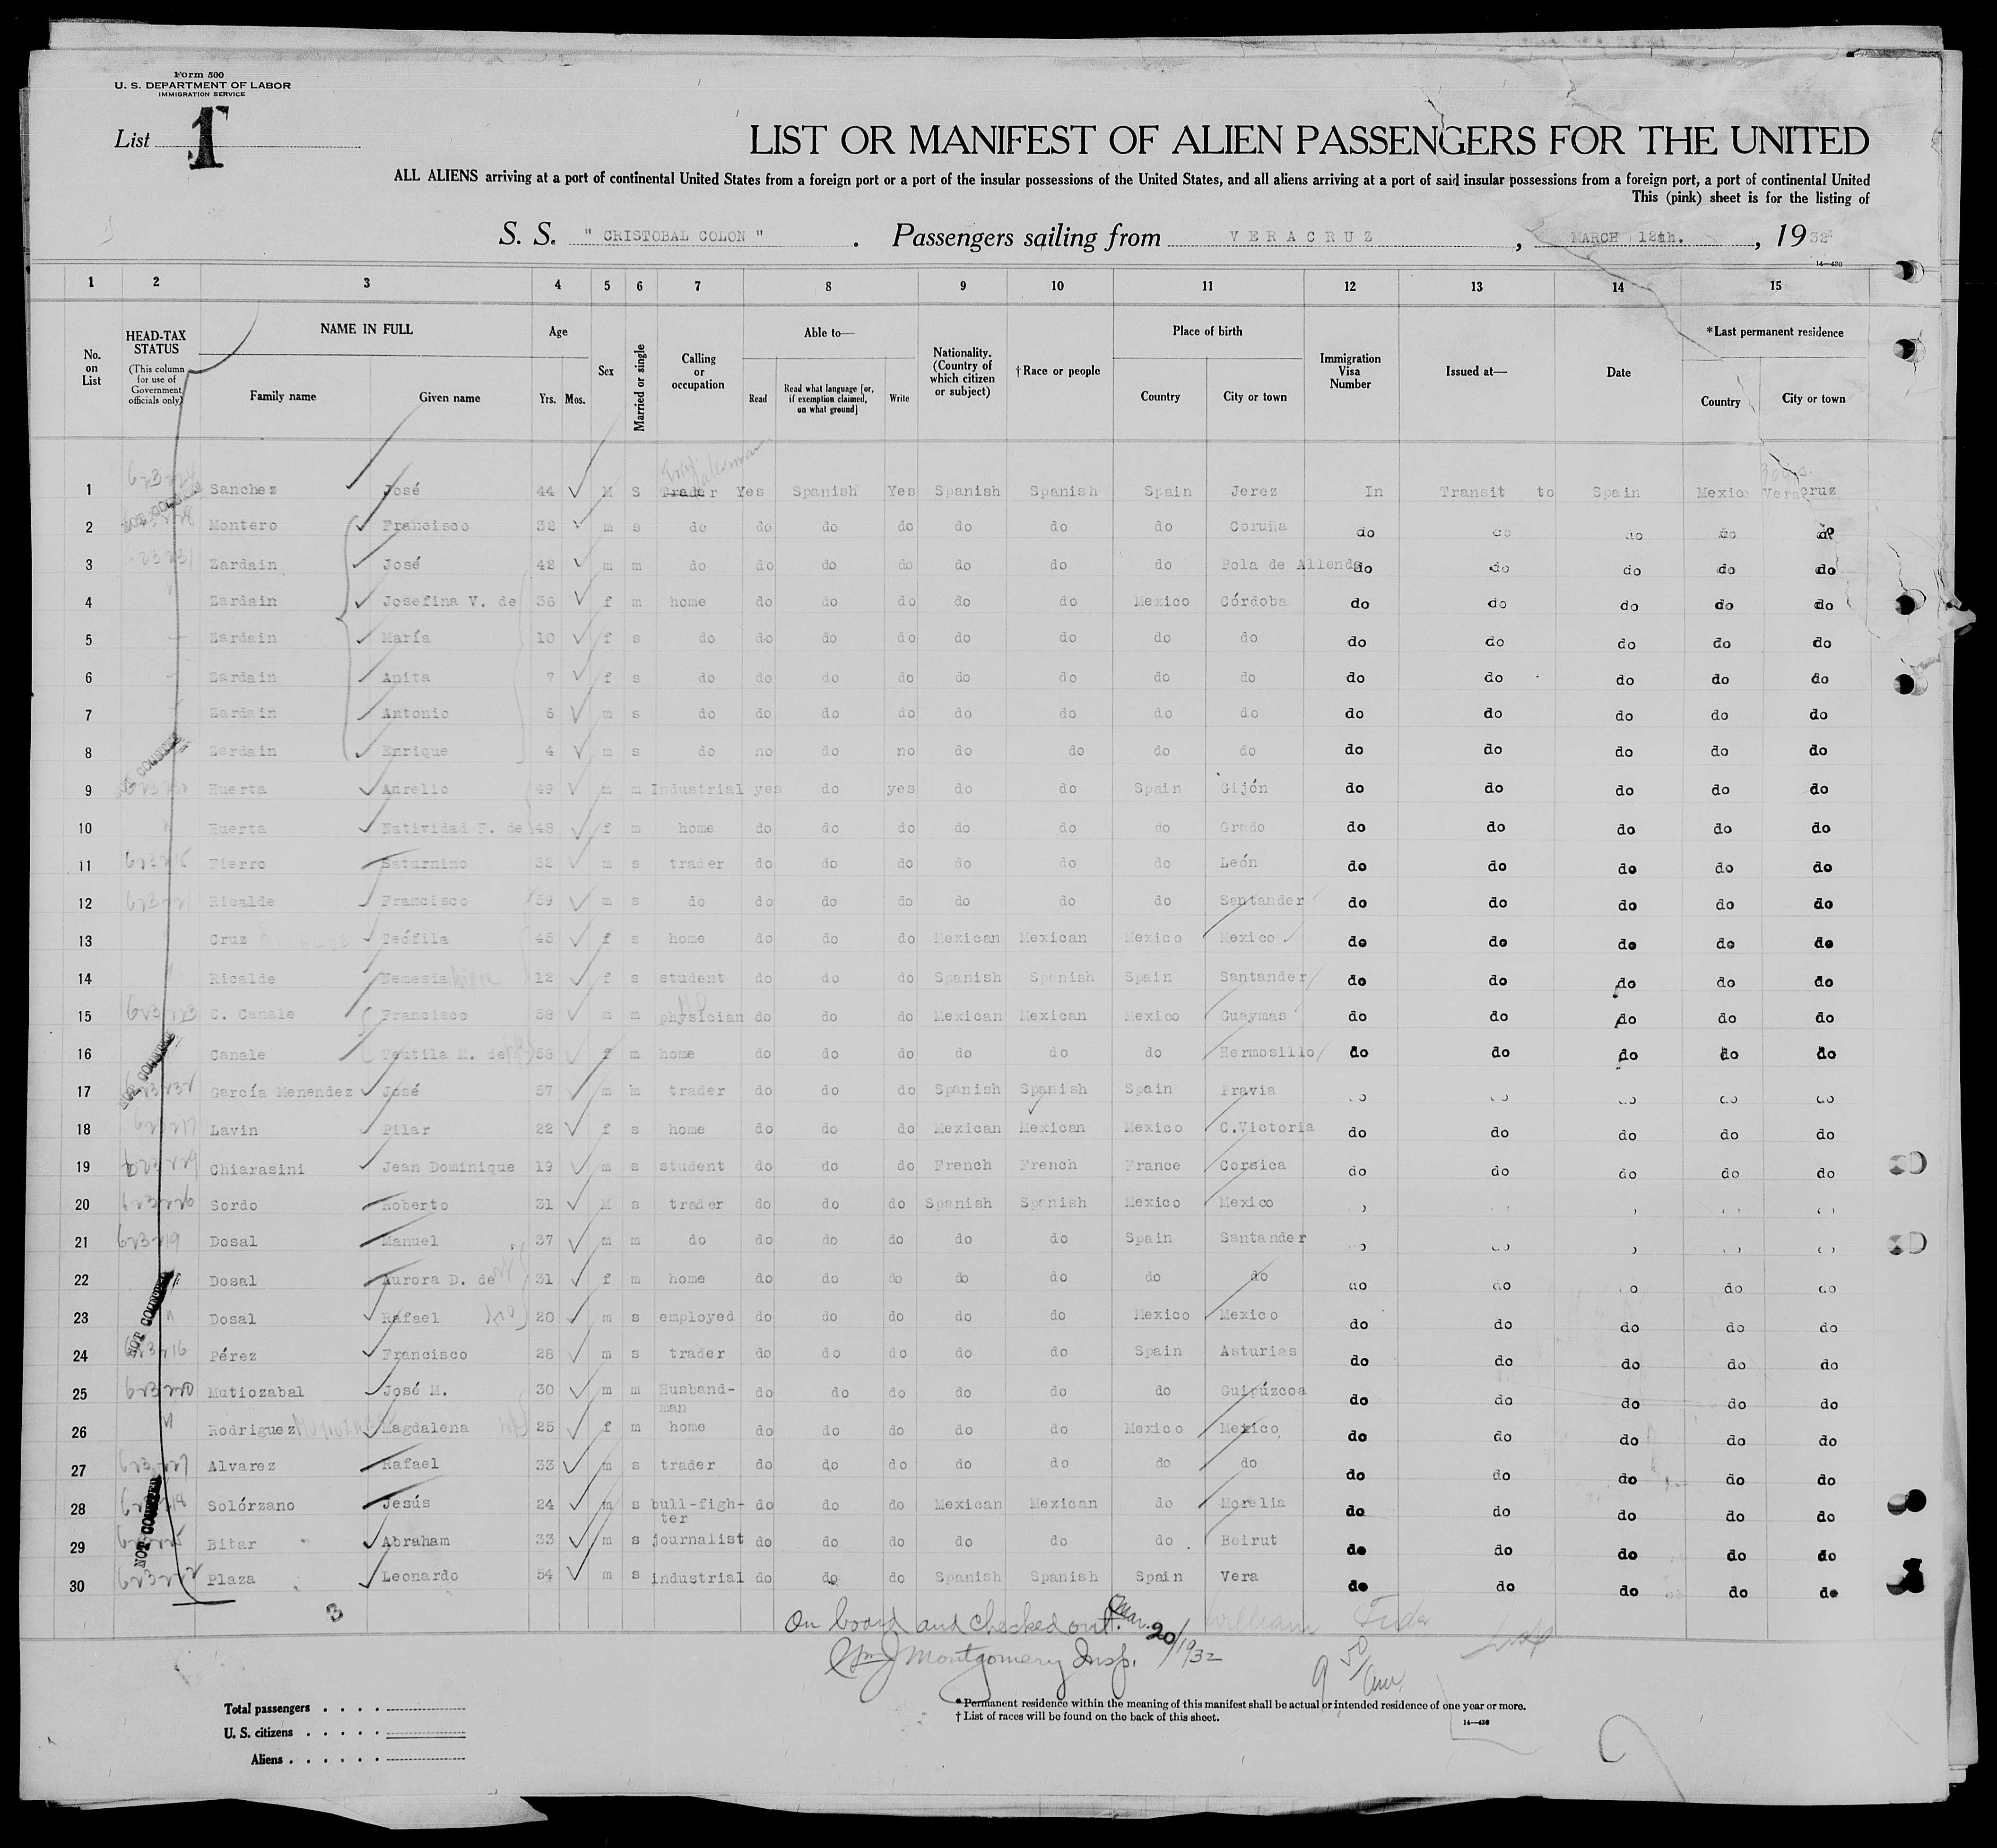 Form 500
U. S. DEPARTMENT OF LABOR
IMMIGRATION SERVICE
List 1
LIST OR MANIFEST OF ALIEN PASSENGERS FOR THE UNITED
ALL ALIENS arriving at a port of continental United States from a foreign port or a port of the insular possessions of the United States, and all aliens arriving at a port of said insular possessions from a foreign port, a port of continental United
This (pink) sheet is for the listing of
S. S. " CRISTOBAL COLON " . Passengers sailing from VERACRUZ , MARCH 12th. , 1932
14—430
1 2 3 4 5 6 7 8 9 10 11 12 13 14 15
No. on List
HEAD-TAX STATUS
(This column for use of Government officials only)
NAME IN FULL
Family name Given name
Age
Yrs. Mos.
Sex
Married or single
Calling or occupation
Able to—
Read
Read what language [or, if exemption claimed, on what ground]
Write
Nationality. (Country of which citizen or subject)
† Race or people
Place of birth
Country City or town
Immigration Visa Number
Issued at—
Date
*Last permanent residence
Country City or town
1 Sanchez José 44 M S Trader Yes Spanish Yes Spanish Spanish Spain Jerez In Transit to Spain Mexico Veracruz
2 Montero Francisco 32 m s do do do do do do do Coruña do do do do do
3 Zardain José 42 m m do do do do do do do Pola de Allende do do do do do
4 Zardain Josefina V. de 36 f m home do do do do do Mexico Córdoba do do do do do
5 Zardain María 10 f s do do do do do do do do do do do do do
6 Zardain Anita 7 f s do do do do do do do do do do do do do
7 Zardain Antonio 6 m s do do do do do do do do do do do do do
8 Zardain Enrique 4 m s do no do no do do do do do do do do do
9 Huerta Aurelio 49 m m Industrial yes do yes do do Spain Gijón do do do do do
10 Huerta Natividad F. de 48 f m home do do do do do do Grado do do do do do
11 Fierro Saturnino 32 m s trader do do do do do do León do do do do do
12 Ricalde Francisco 59 m s do do do do do do do Santander do do do do do
13 Cruz Teófila 45 f s home do do do Mexican Mexican Mexico Mexico do do do do do
14 Ricalde Nemesia 12 f s student do do do Spanish Spanish Spain Santander do do do do do
15 C. Canale Francisco 58 m m physician do do do Mexican Mexican Mexico Guaymas do do do do do
16 Canale Teutila M. de 58 f m home do do do do do do Hermosillo do do do do do
17 García Menendez José 57 m m trader do do do Spanish Spanish Spain Pravia do do do do do
18 Lavin Pilar 22 f s home do do do Mexican Mexican Mexico C.Victoria do do do do do
19 Chiarasini Jean Dominique 19 m s student do do do French French France Corsica do do do do do
20 Sordo Roberto 31 M s trader do do do Spanish Spanish Mexico Mexico
21 Dosal Manuel 37 m m do do do do do do Spain Santander
22 Dosal Aurora D. de 31 f m home do do do do do do do do do do do
23 Dosal Rafael 20 m s employed do do do do do Mexico Mexico do do do do do
24 Pérez Francisco 28 m s trader do do do do do Spain Asturias do do do do do
25 Mutiozabal José M. 30 m m Husband-man do do do do do do Guipúzcoa do do do do do
26 Rodriguez Magdalena 25 f m home do do do do do Mexico Mexico do do do do do
27 Alvarez Rafael 33 m s trader do do do do do do do do do do do do
28 Solórzano Jesús 24 m s bull-figh-ter do do do Mexican Mexican do Morelia do do do do do
29 Bitar Abraham 33 m s journalist do do do do do do Beirut do do do do do
30 Plaza Leonardo 54 m s industrial do do do Spanish Spanish Spain Vera do do do do do
NOT COUNTED
3
On board and checked out. Mar. 20/1932
Wm J Montgomery Insp.
Total passengers . . . .
U. S. citizens . . . . .
Aliens . . . . . .
* Permanent residence within the meaning of this manifest shall be actual or intended residence of one year or more.
† List of races will be found on the back of this sheet.
14—430